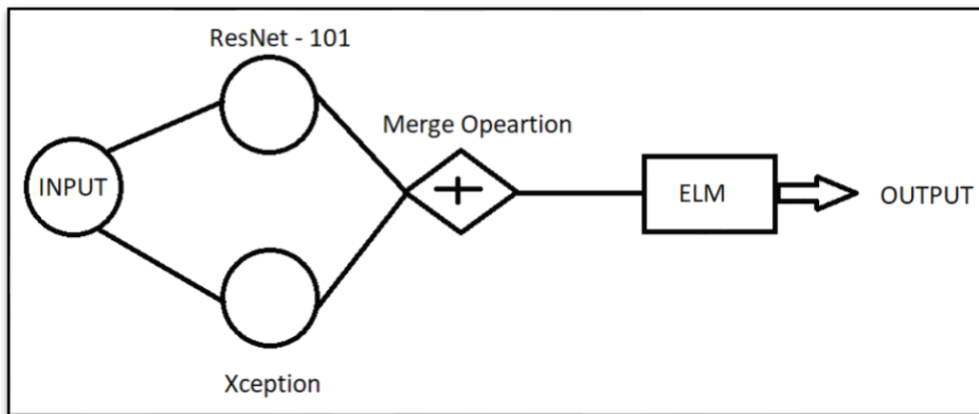 ResNet - 101
Merge Opeartion
INPUT
+
ELM
OUTPUT
Xception